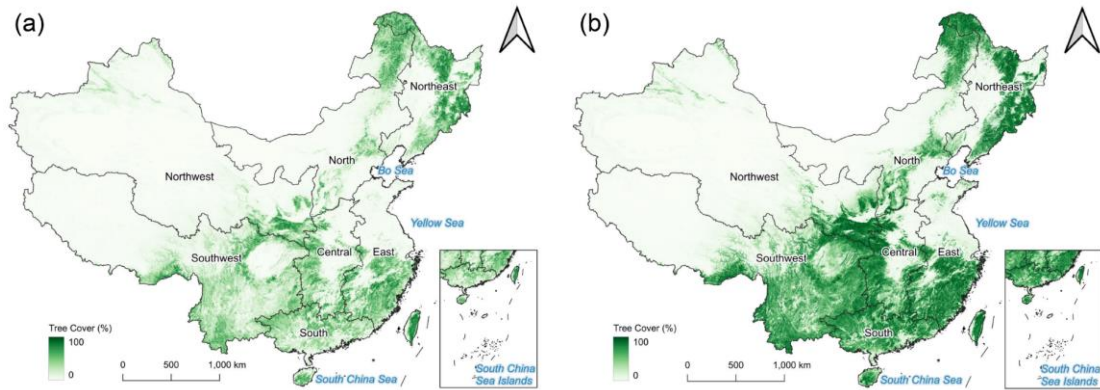 (a)
Northeast
North
Bo Sea
Northwest
Yellow Sea
Southwest
Central
East
South
Tree Cover (%)
100
0
0
500
1,000 km
South China Sea
South China
Sea Islands
(b)
Northeast
North
Bo Sea
Northwest
Yellow Sea
Southwest
Central
East
South
Tree Cover (%)
100
0
0
500
1,000 km
South China Sea
South China
Sea Islands